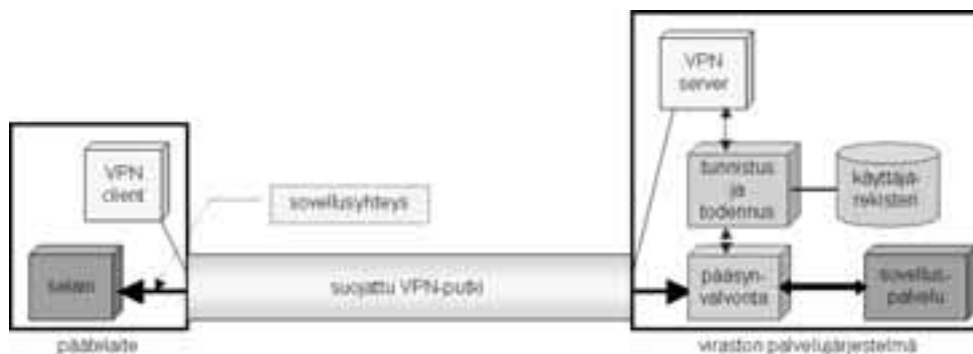 VPN
server
VPN
client
tunnistus
ja
todennus
käyttäjä-
rekisteri
sovellusyhteys
selain
suojattu VPN-putki
pääsyn-
valvonta
sovellus-
palvelu
päätelaite
viraston palvelujärjestelmä